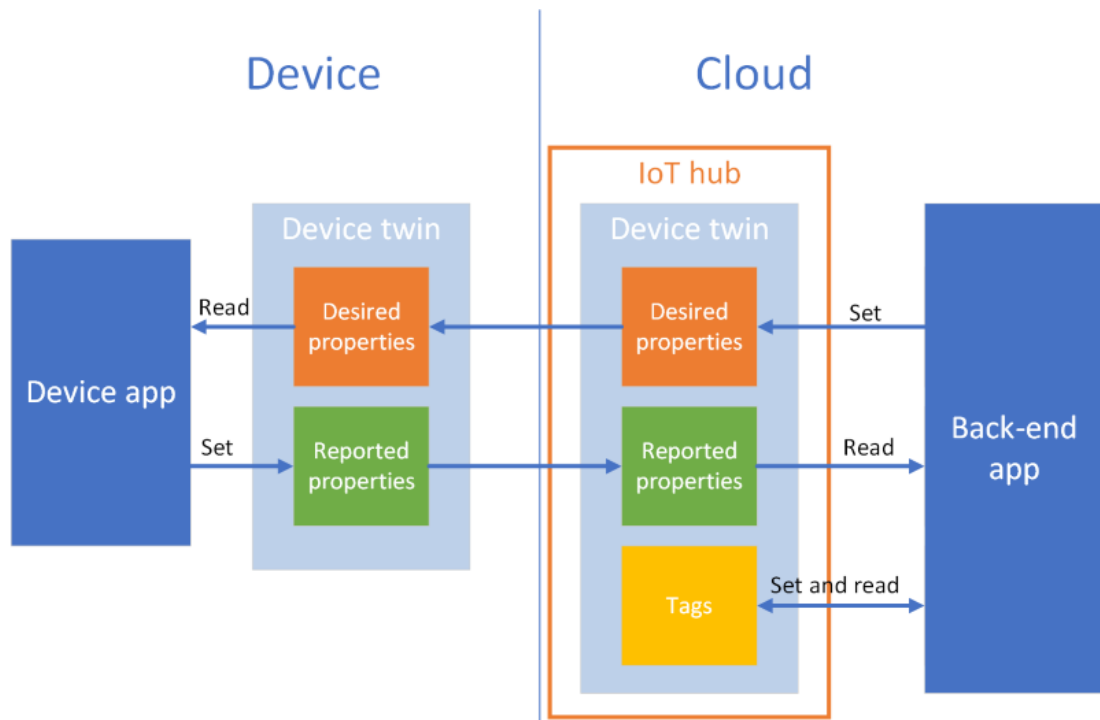 Device
Cloud
IoT hub
Device twin
Device twin
Read
Desired
properties
Desired
properties
Set
Device app
Set
Reported
properties
Reported
properties
Read
Back-end
app
Tags
Set and read